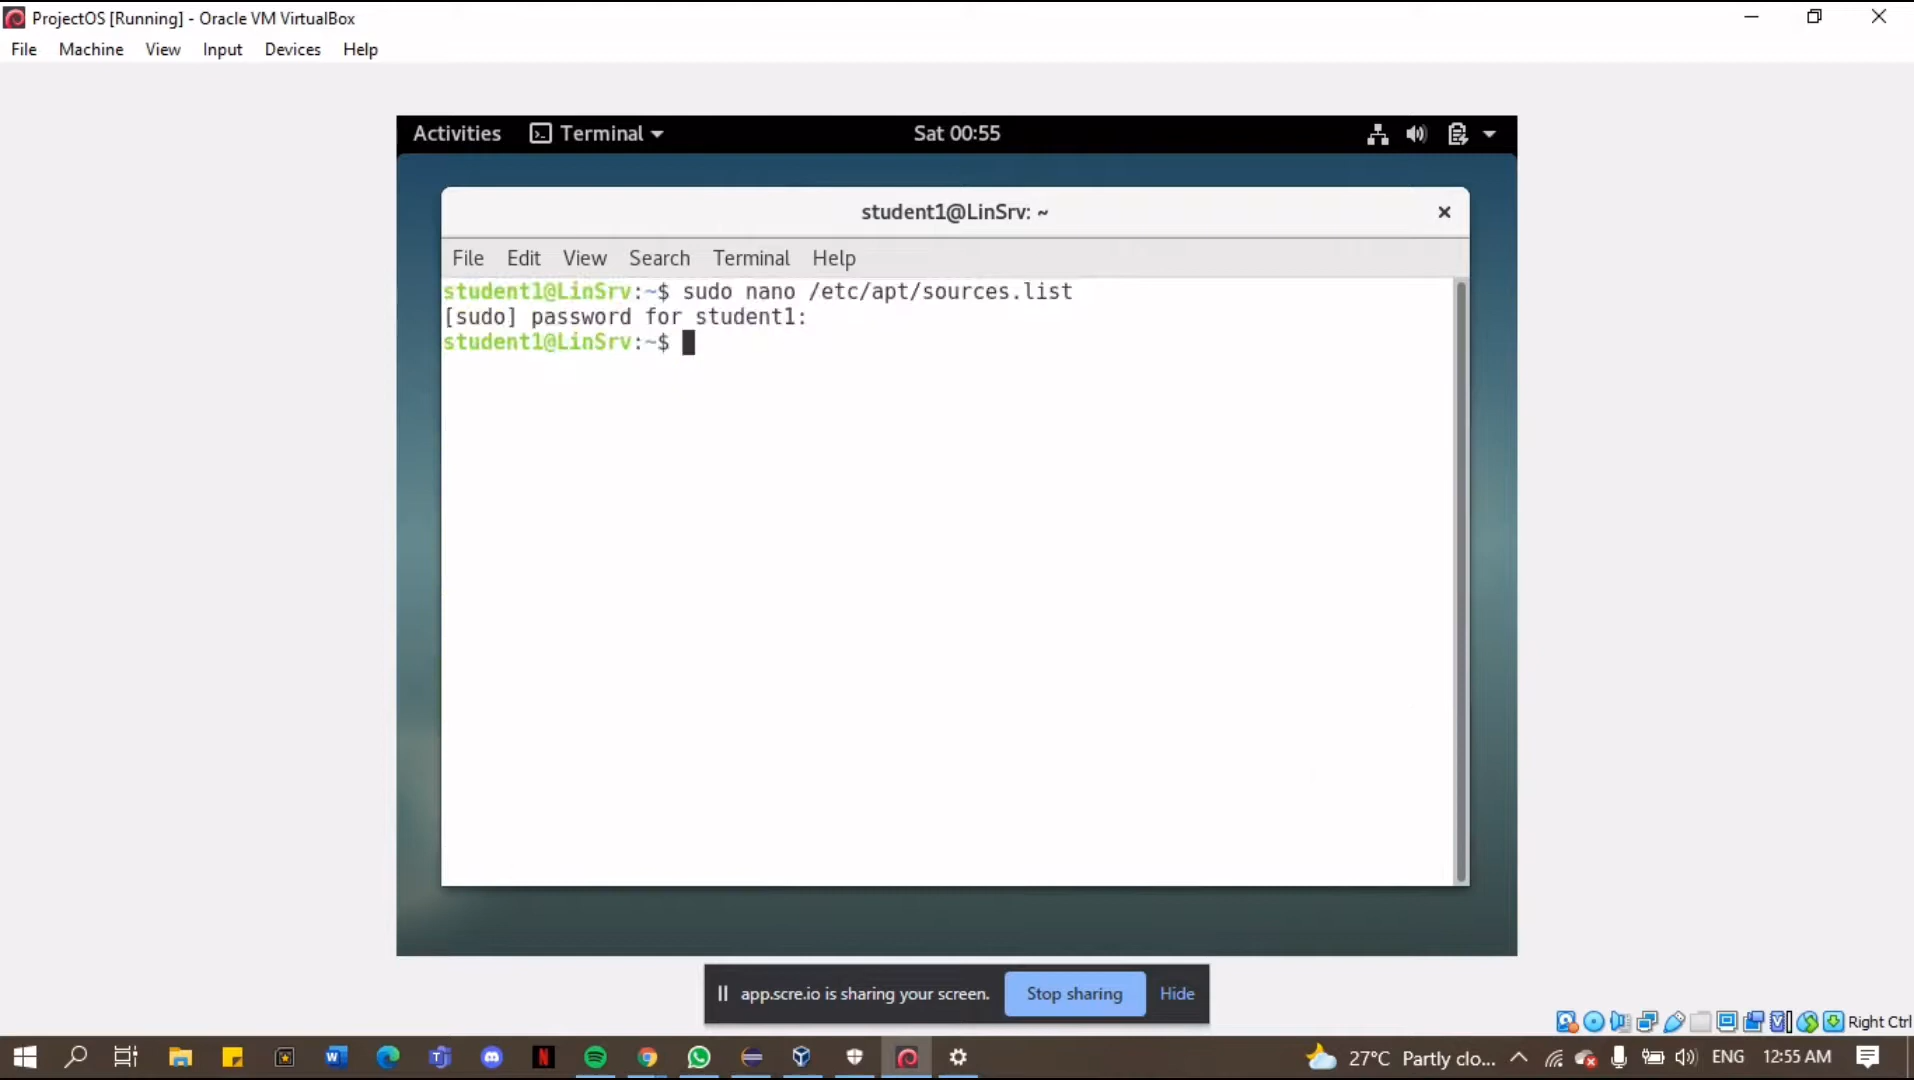 ProjectOS [Running] - Oracle VM VirtualBox
File Machine View Input Devices Help
Activities Terminal Sat 00:55
student1@LinSrv: ~
File Edit View Search Terminal Help
student1@LinSrv:~$ sudo nano /etc/apt/sources.list
[sudo] password for student1:
student1@LinSrv:~$
app.scre.io is sharing your screen. Stop sharing Hide
Right Ctrl
27°C Partly clo... ENG 12:55 AM